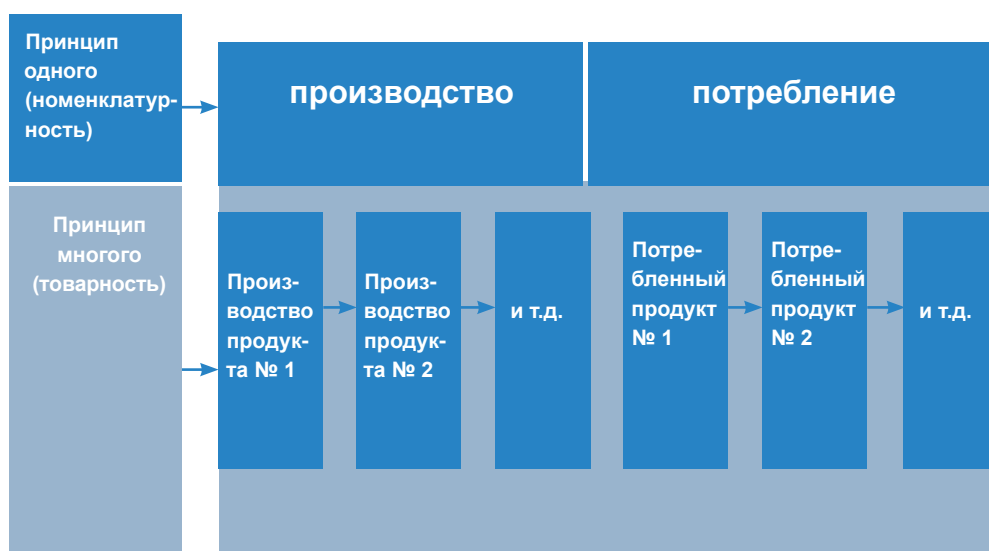 Принцип
одного
(номенклатур-
ность)
производство
потребление
Принцип
многого
(товарность)
Произ-
водство
продук-
та № 1
Произ-
водство
продук-
та № 2
и т.д.
Потре-
бленный
продукт
№ 1
Потре-
бленный
продукт
№ 2
и т.д.